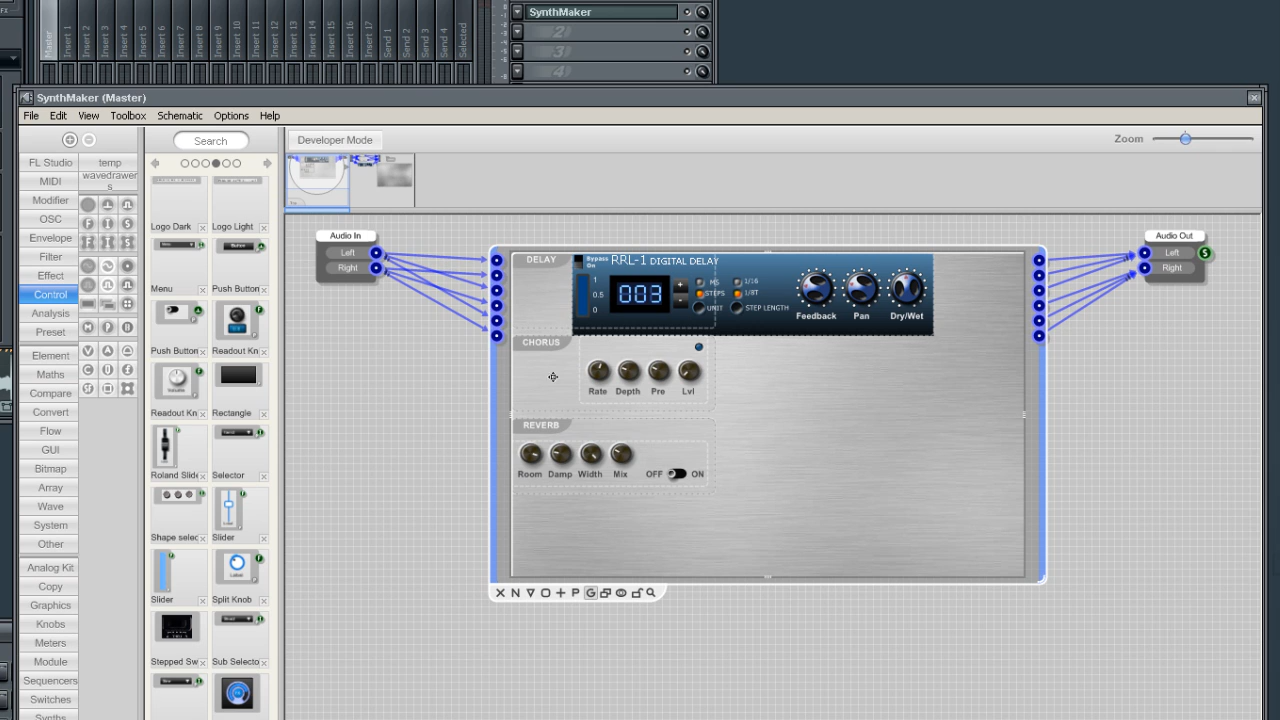 FX
Master
Insert 1
Insert 2
Insert 3
Insert 4
Insert 5
Insert 6
Insert 7
Insert 8
Insert 9
Insert 10
Insert 11
Insert 12
Insert 13
Insert 14
Insert 15
Insert 16
Insert 17
Send 1
Send 2
Send 3
Send 4
Selected
SynthMaker
2
3
4
SynthMaker (Master)
File Edit View Toolbox Schematic Options Help
Search
Developer Mode
Zoom
FL Studio
temp
MIDI
wavedrawer
s
Modifier
OSC
Envelope
Filter
Effect
Control
Analysis
Preset
Element
Maths
Compare
Convert
Flow
GUI
Bitmap
Array
Wave
System
Other
Analog Kit
Copy
Graphics
Knobs
Meters
Module
Sequencers
Switches
Synths
Logo Dark
Logo Light
Menu
Push Button
Push Button
Readout Kn
Readout Kn
Rectangle
Roland Slide
Selector
Shape selec
Slider
Slider
Split Knob
Stepped Sw
Sub Selecto
Audio In
Left
Right
Audio Out
Left
Right
S
DELAY
Bypass
On
RRL-1 DIGITAL DELAY
1
0.5
0
003
+
-
MS
STEPS
UNIT
1/16
1/8T
STEP LENGTH
Feedback Pan Dry/Wet
CHORUS
Rate Depth Pre Lvl
REVERB
Room Damp Width Mix
OFF ON
X N P G